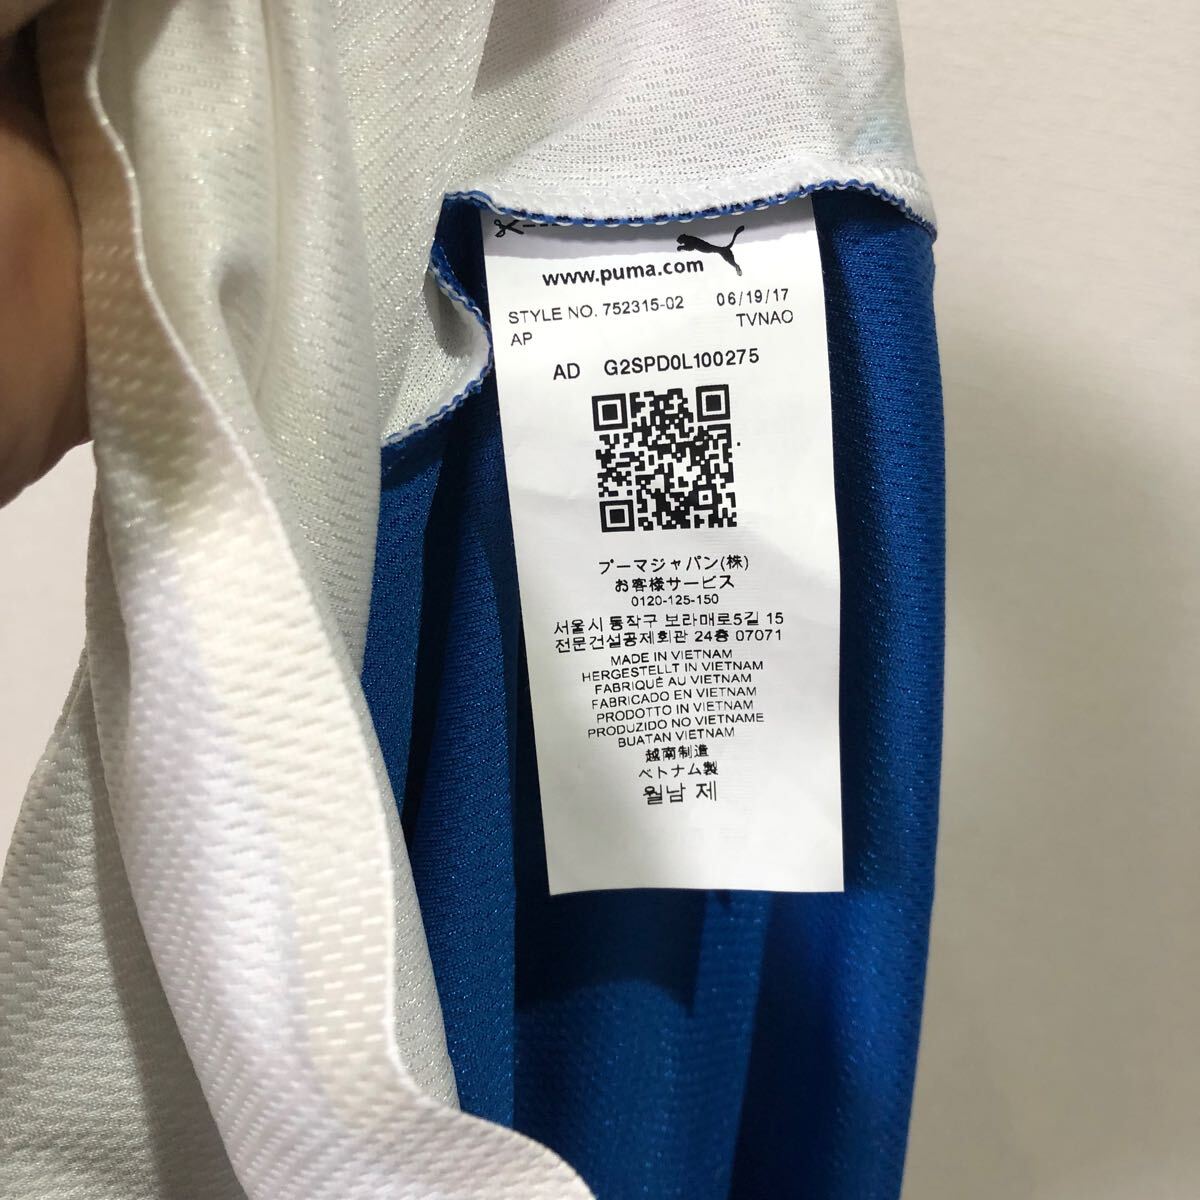 www.puma.com
STYLE NO. 752315-02 06/19/17
AP TVNAO
AD G2SPD0L100275
プーマジャパン(株)
お客様サービス
0120-125-150
서울시 동작구 보라매로5길 15
전문건설공제회관 24층 07071
MADE IN VIETNAM
HERGESTELLT IN VIETNAM
FABRIQUÉ AU VIETNAM
FABRICADO EN VIETNAM
PRODOTTO IN VIETNAM
PRODUZIDO NO VIETNAME
BUATAN VIETNAM
越南制造
ベトナム製
월남 제